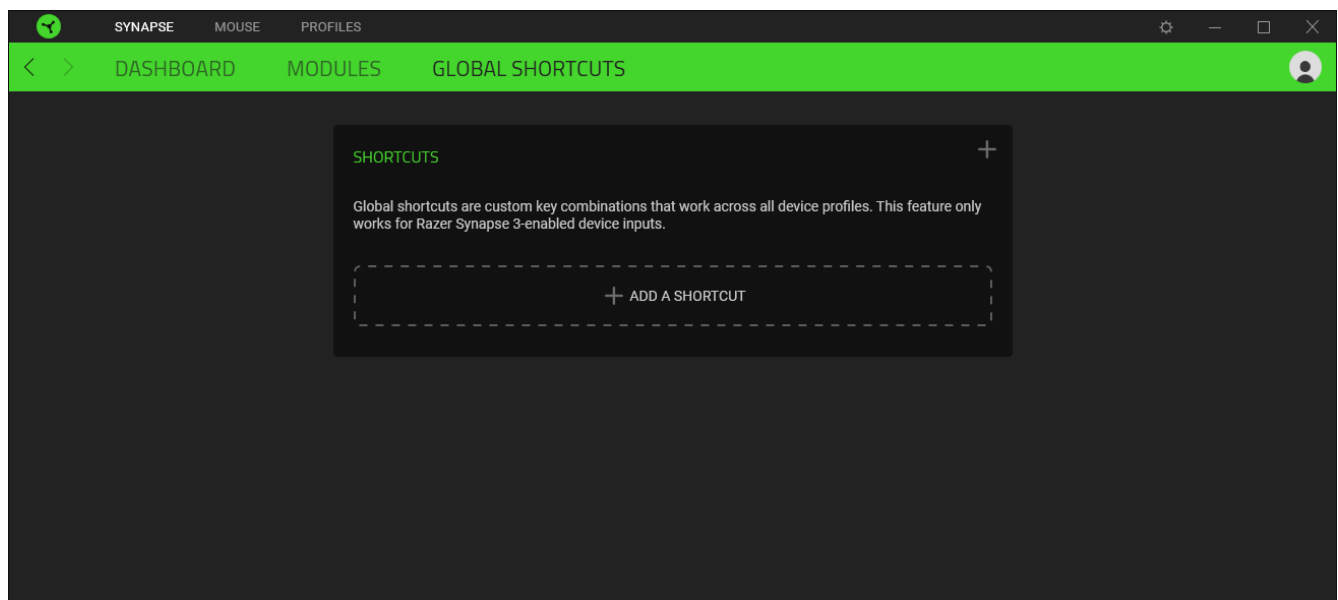 SYNAPSE MOUSE PROFILES
DASHBOARD MODULES GLOBAL SHORTCUTS
SHORTCUTS
Global shortcuts are custom key combinations that work across all device profiles. This feature only
works for Razer Synapse 3-enabled device inputs.
ADD A SHORTCUT